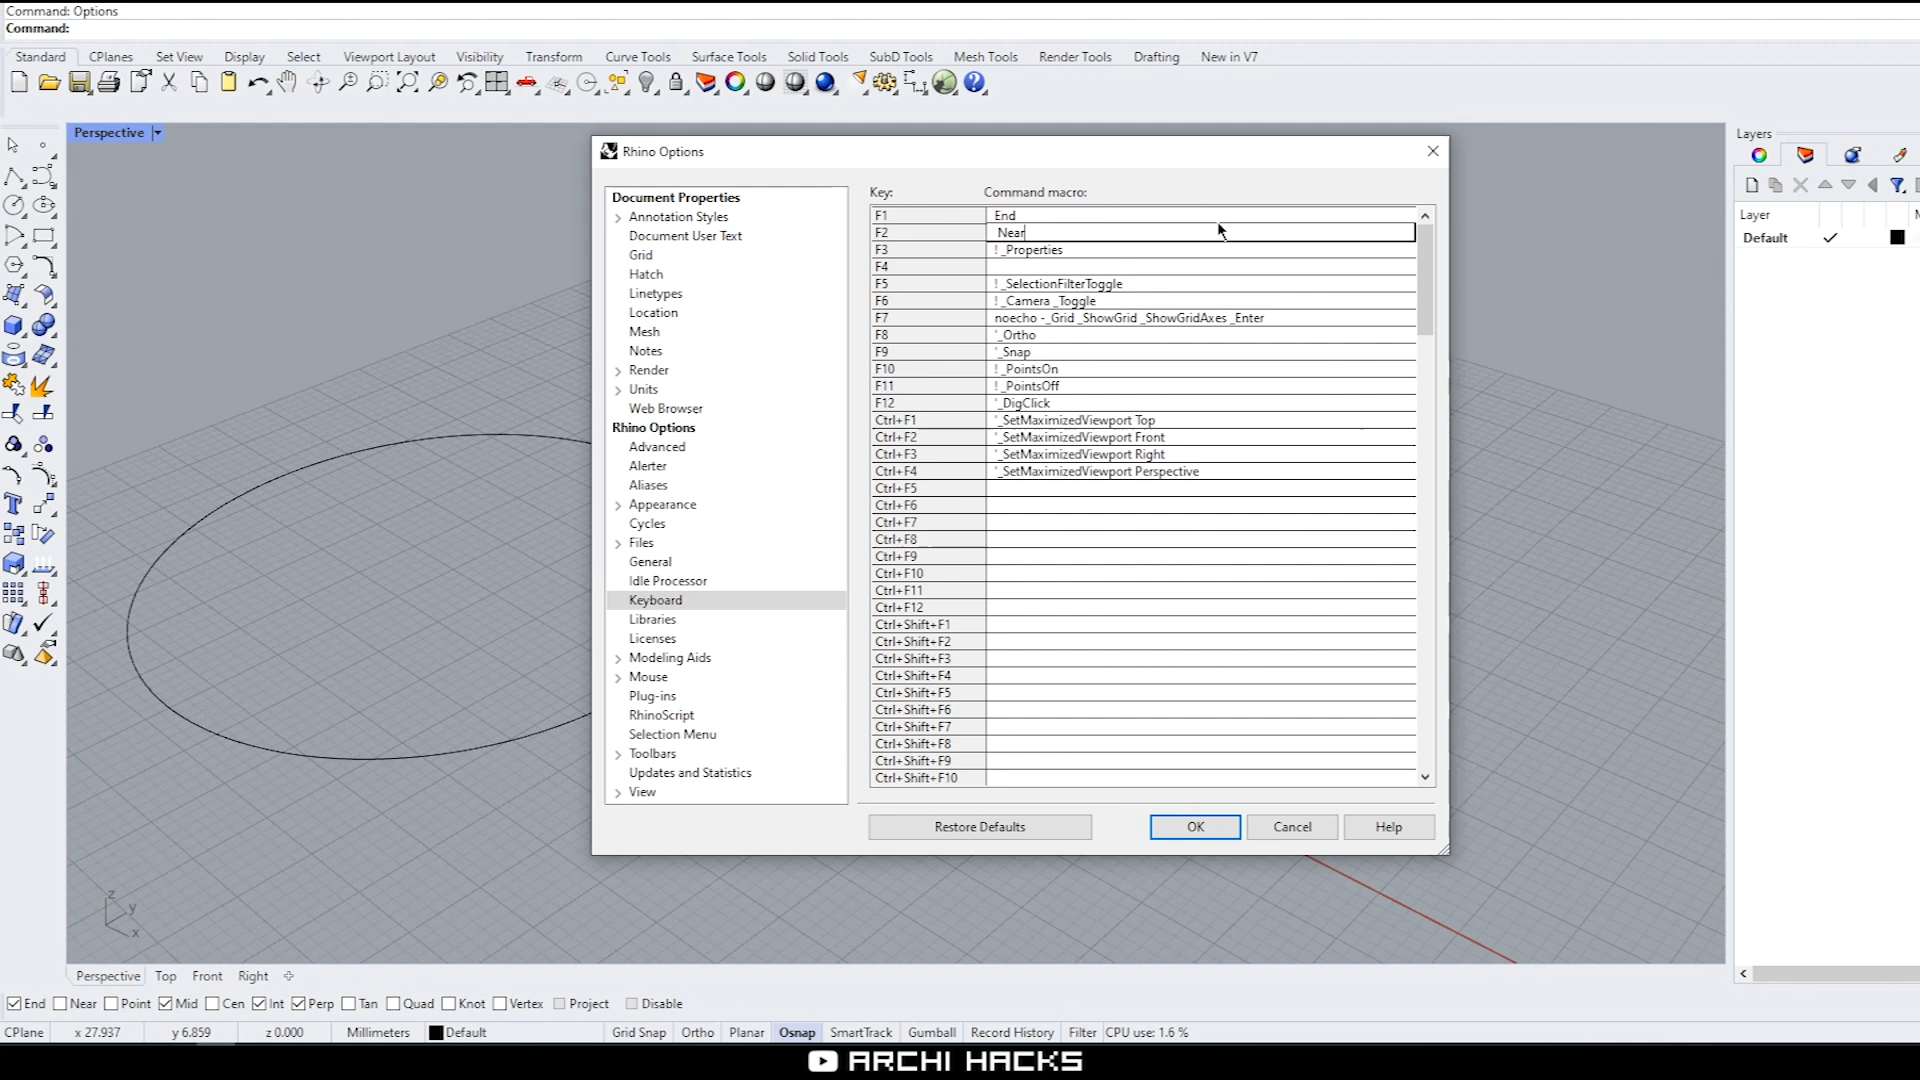 Command: Options
Command:
Standard CPlanes Set View Display Select Viewport Layout Visibility Transform Curve Tools Surface Tools Solid Tools SubD Tools Mesh Tools Render Tools Drafting New in V7
Perspective
Layers
Layer
Default
Rhino Options
Document Properties
Annotation Styles
Document User Text
Grid
Hatch
Linetypes
Location
Mesh
Notes
Render
Units
Web Browser
Rhino Options
Advanced
Alerter
Aliases
Appearance
Cycles
Files
General
Idle Processor
Keyboard
Libraries
Licenses
Modeling Aids
Mouse
Plug-ins
RhinoScript
Selection Menu
Toolbars
Updates and Statistics
View
Key: Command macro:
F1 End
F2 Near
F3 ! _Properties
F4
F5 ! _SelectionFilterToggle
F6 ! _Camera _Toggle
F7 noecho -_Grid _ShowGrid _ShowGridAxes _Enter
F8 '_Ortho
F9 '_Snap
F10 ! _PointsOn
F11 ! _PointsOff
F12 '_DigClick
Ctrl+F1 '_SetMaximizedViewport Top
Ctrl+F2 '_SetMaximizedViewport Front
Ctrl+F3 '_SetMaximizedViewport Right
Ctrl+F4 '_SetMaximizedViewport Perspective
Ctrl+F5
Ctrl+F6
Ctrl+F7
Ctrl+F8
Ctrl+F9
Ctrl+F10
Ctrl+F11
Ctrl+F12
Ctrl+Shift+F1
Ctrl+Shift+F2
Ctrl+Shift+F3
Ctrl+Shift+F4
Ctrl+Shift+F5
Ctrl+Shift+F6
Ctrl+Shift+F7
Ctrl+Shift+F8
Ctrl+Shift+F9
Ctrl+Shift+F10
Restore Defaults OK Cancel Help
z
y
x
Perspective Top Front Right
End Near Point Mid Cen Int Perp Tan Quad Knot Vertex Project Disable
CPlane x 27.937 y 6.859 z 0.000 Millimeters Default Grid Snap Ortho Planar Osnap SmartTrack Gumball Record History Filter CPU use: 1.6 %
ARCHI HACKS